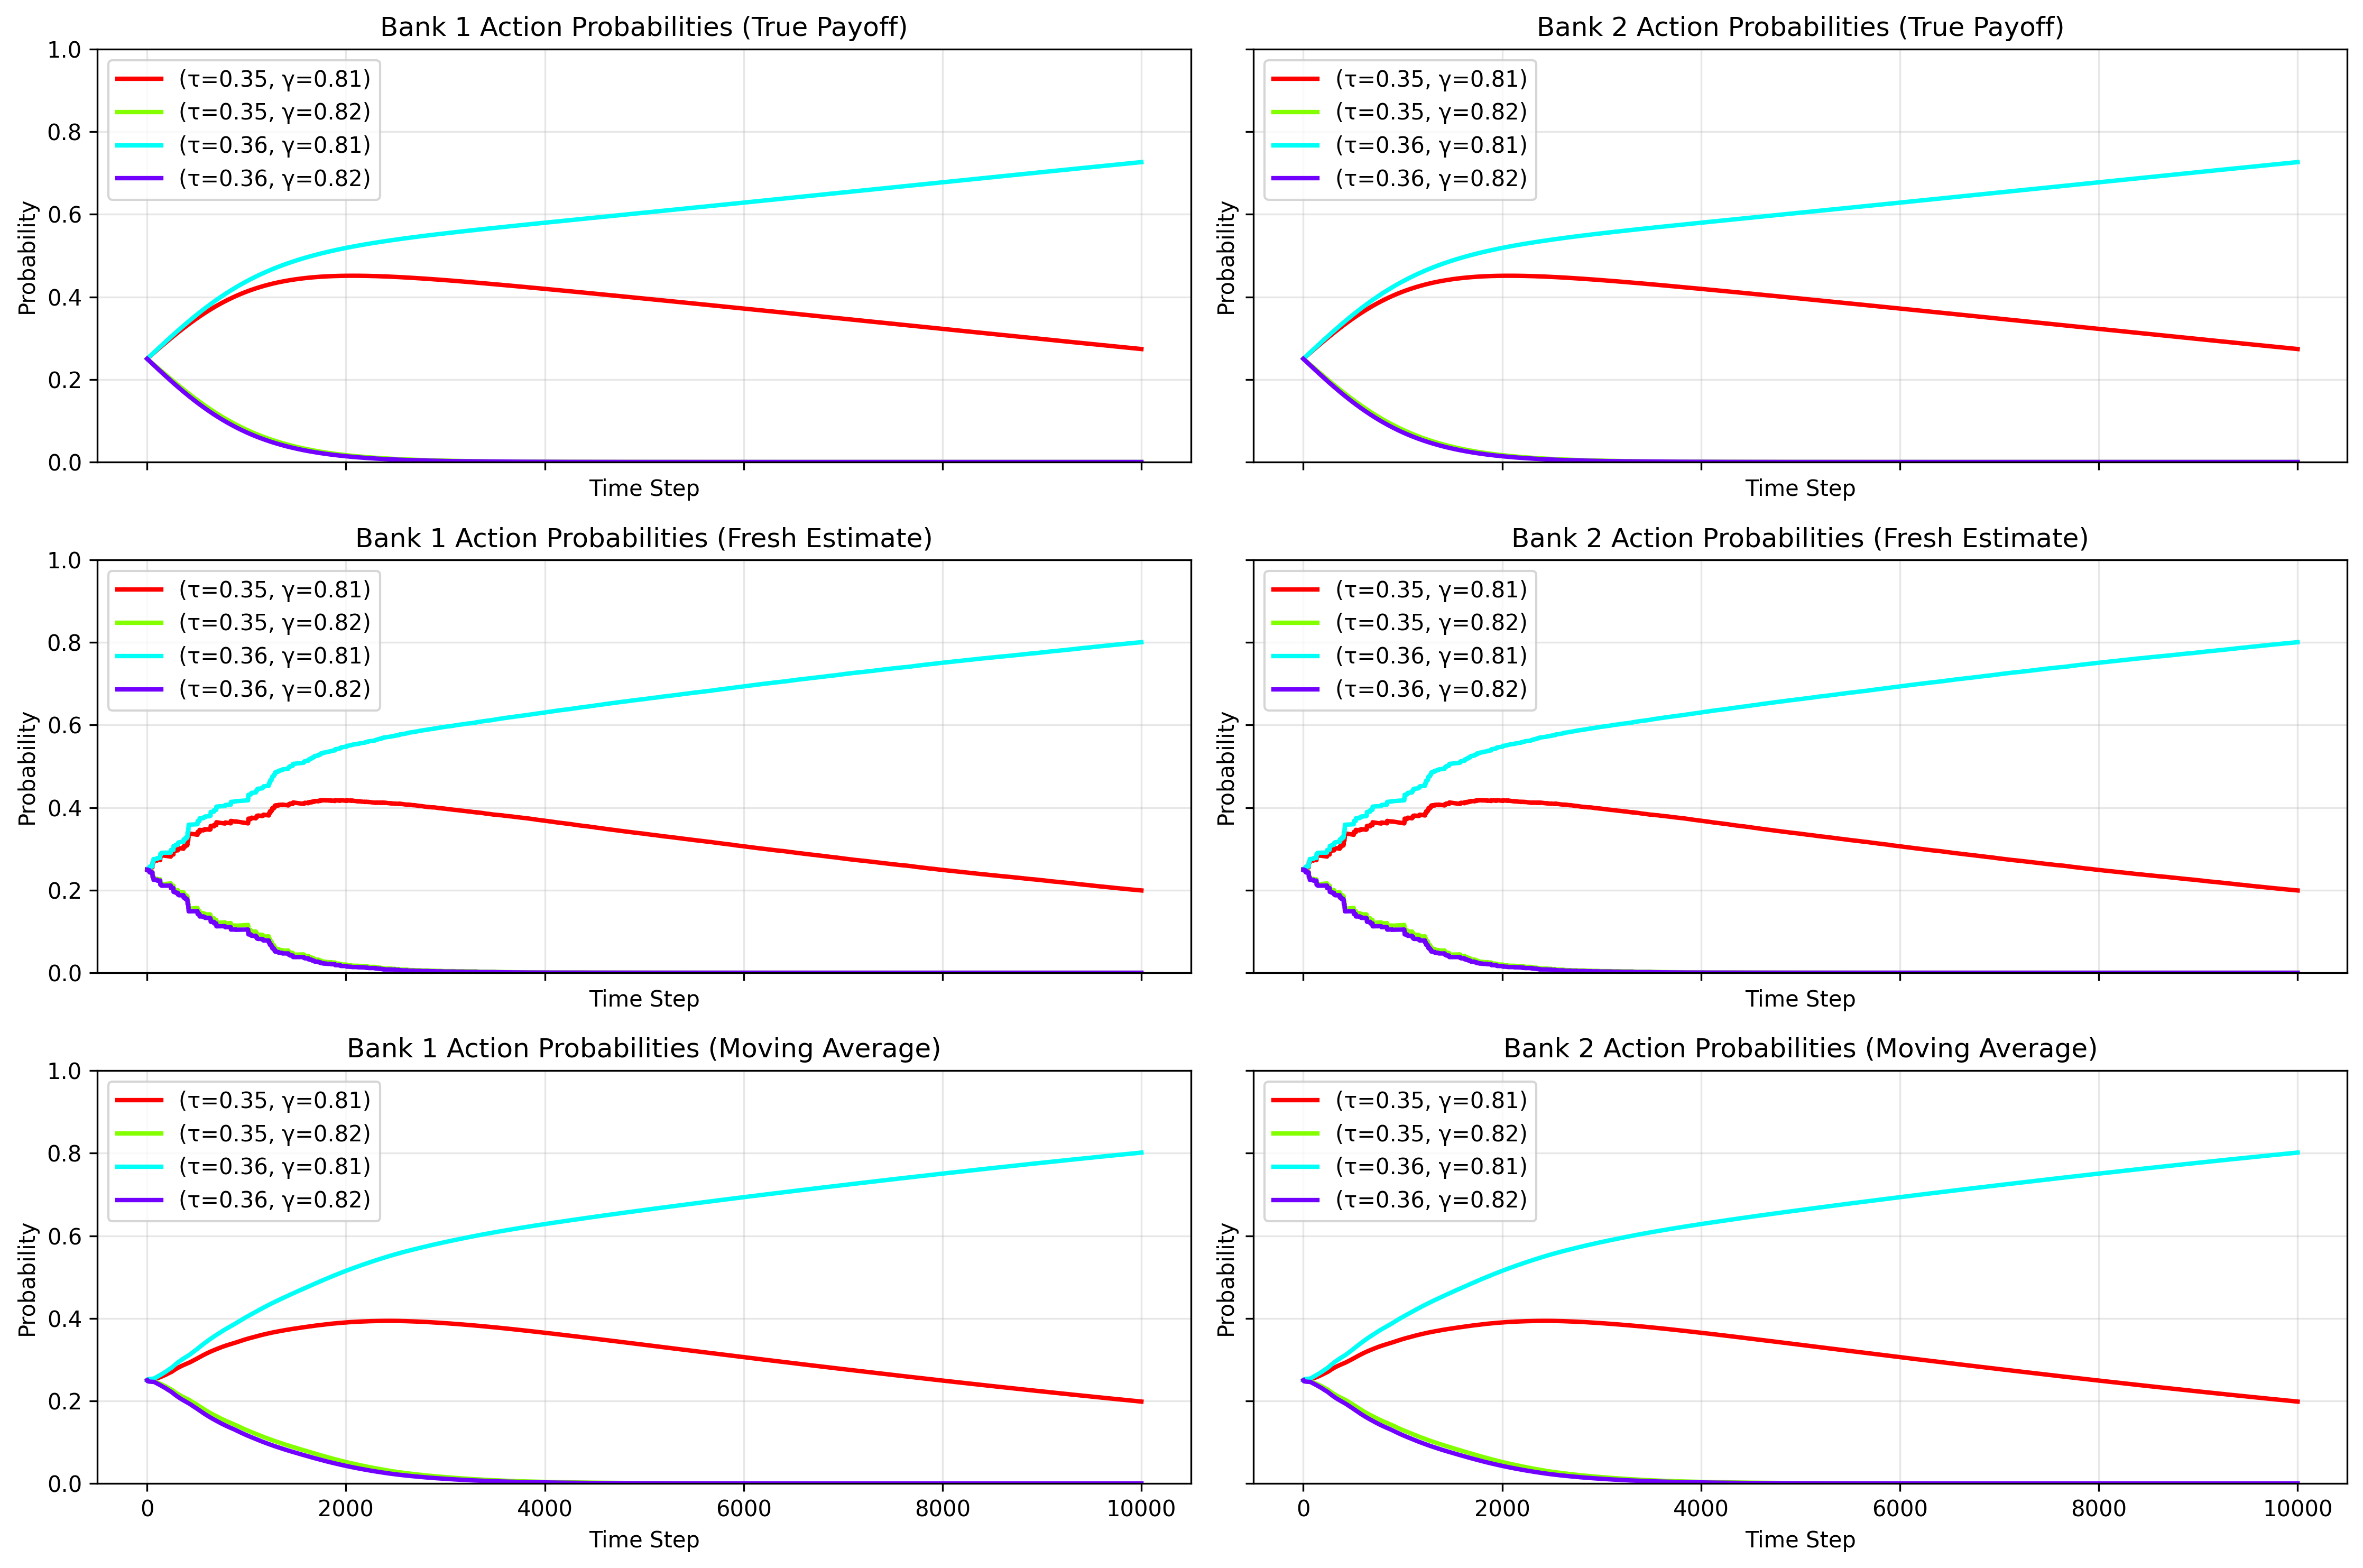 Bank 1 Action Probabilities (True Payoff)
1.0
0.8
0.6
0.4
0.2
0.0
Probability
(τ=0.35, γ=0.81)
(τ=0.35, γ=0.82)
(τ=0.36, γ=0.81)
(τ=0.36, γ=0.82)
Time Step
Bank 2 Action Probabilities (True Payoff)
Probability
(τ=0.35, γ=0.81)
(τ=0.35, γ=0.82)
(τ=0.36, γ=0.81)
(τ=0.36, γ=0.82)
Time Step
Bank 1 Action Probabilities (Fresh Estimate)
1.0
0.8
0.6
0.4
0.2
0.0
Probability
(τ=0.35, γ=0.81)
(τ=0.35, γ=0.82)
(τ=0.36, γ=0.81)
(τ=0.36, γ=0.82)
Time Step
Bank 2 Action Probabilities (Fresh Estimate)
Probability
(τ=0.35, γ=0.81)
(τ=0.35, γ=0.82)
(τ=0.36, γ=0.81)
(τ=0.36, γ=0.82)
Time Step
Bank 1 Action Probabilities (Moving Average)
1.0
0.8
0.6
0.4
0.2
0.0
Probability
(τ=0.35, γ=0.81)
(τ=0.35, γ=0.82)
(τ=0.36, γ=0.81)
(τ=0.36, γ=0.82)
0 2000 4000 6000 8000 10000
Time Step
Bank 2 Action Probabilities (Moving Average)
Probability
(τ=0.35, γ=0.81)
(τ=0.35, γ=0.82)
(τ=0.36, γ=0.81)
(τ=0.36, γ=0.82)
0 2000 4000 6000 8000 10000
Time Step